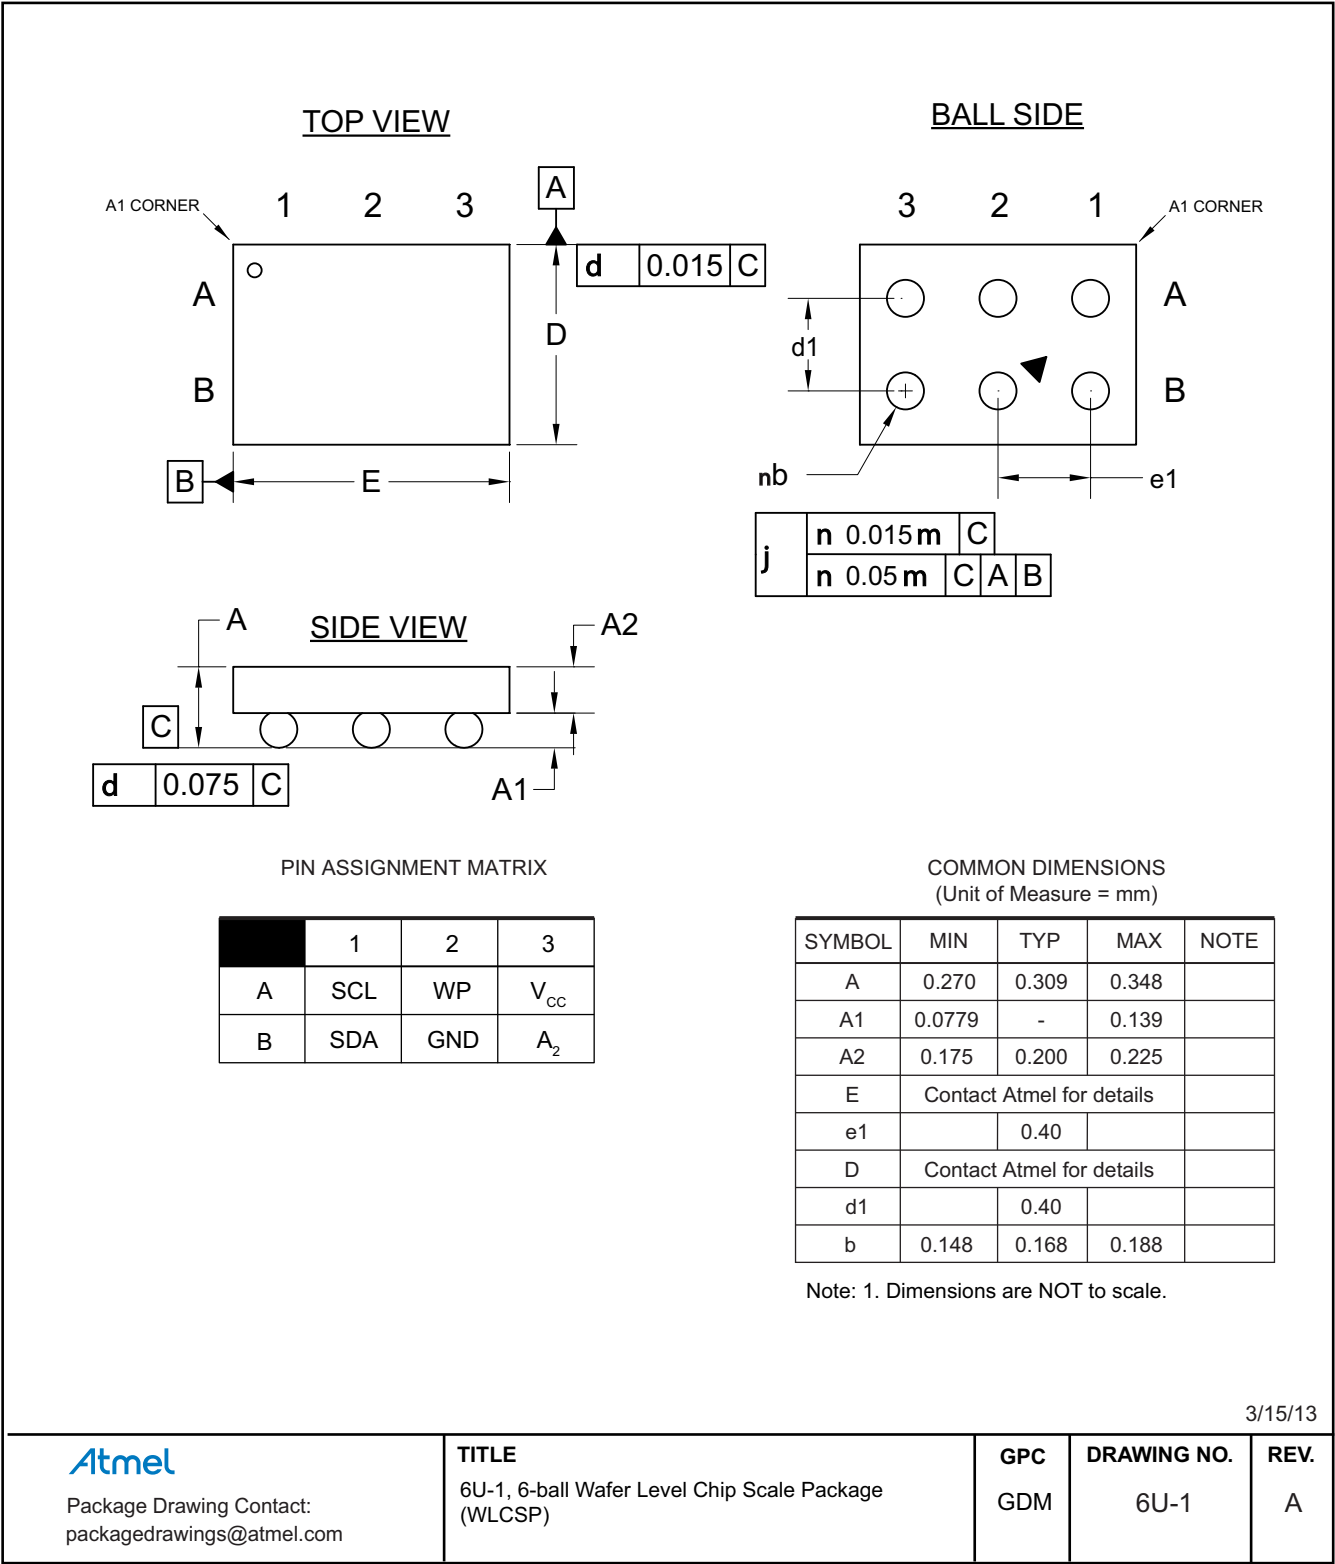 TOP VIEW
BALL SIDE
A1 CORNER
1 2 3
A
d 0.015 C
A
B
D
B
E
3 2 1
A1 CORNER
A
B
d1
nb
e1
j
n 0.015 m C
n 0.05 m C A B
A
SIDE VIEW
A2
C
d 0.075 C
A1
PIN ASSIGNMENT MATRIX
1 2 3
A SCL WP VCC
B SDA GND A2
COMMON DIMENSIONS
(Unit of Measure = mm)
SYMBOL MIN TYP MAX NOTE
A 0.270 0.309 0.348
A1 0.0779 - 0.139
A2 0.175 0.200 0.225
E Contact Atmel for details
e1 0.40
D Contact Atmel for details
d1 0.40
b 0.148 0.168 0.188
Note: 1. Dimensions are NOT to scale.
3/15/13
Atmel
Package Drawing Contact:
packagedrawings@atmel.com
TITLE
6U-1, 6-ball Wafer Level Chip Scale Package
(WLCSP)
GPC
GDM
DRAWING NO.
6U-1
REV.
A